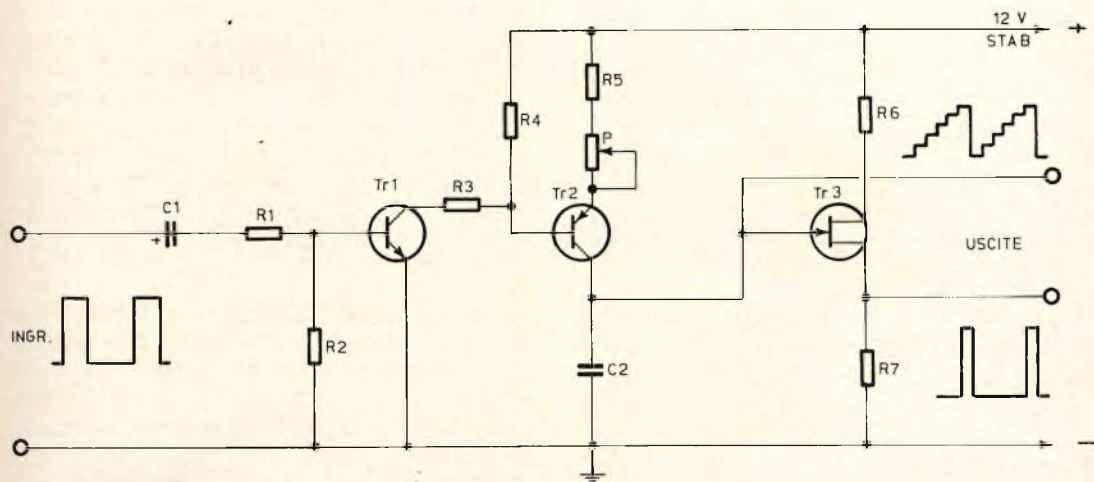 12 V
STAB
+
R5
R4
R6
P
Tr1
R3
Tr2
Tr3
C1
R1
+
USCITE
INGR.
R2
C2
R7
−